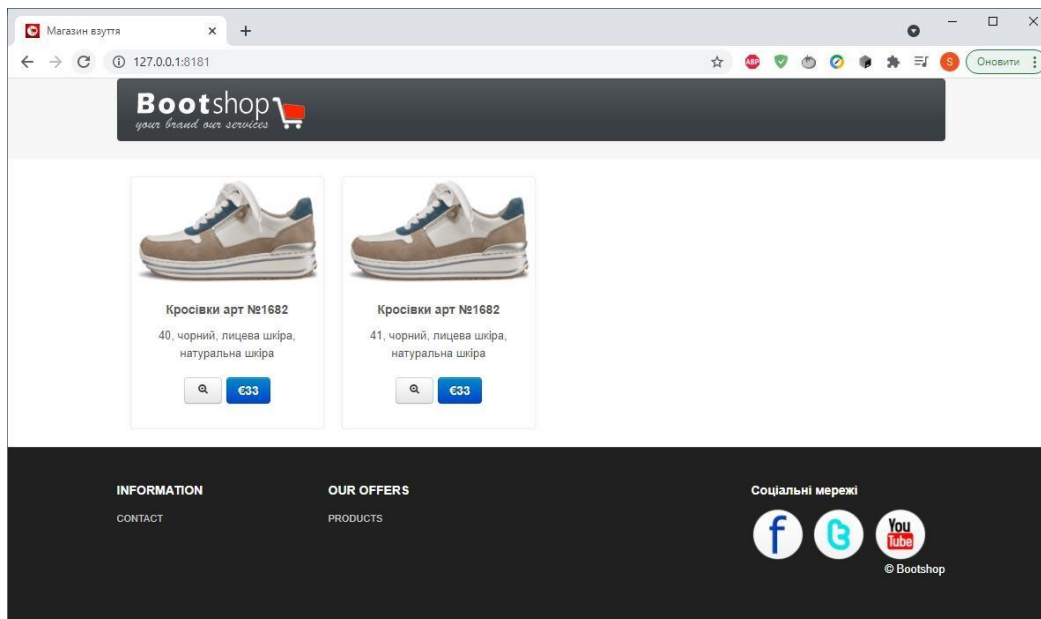 Магазин взуття
127.0.0.1:8181
ABP
S
Оновити
Bootshop
your brand our services
Кросівки арт №1682
40, чорний, лицева шкіра,
натуральна шкіра
€33
Кросівки арт №1682
41, чорний, лицева шкіра,
натуральна шкіра
€33
INFORMATION
CONTACT
OUR OFFERS
PRODUCTS
Соціальні мережі
You
Tube
© Bootshop